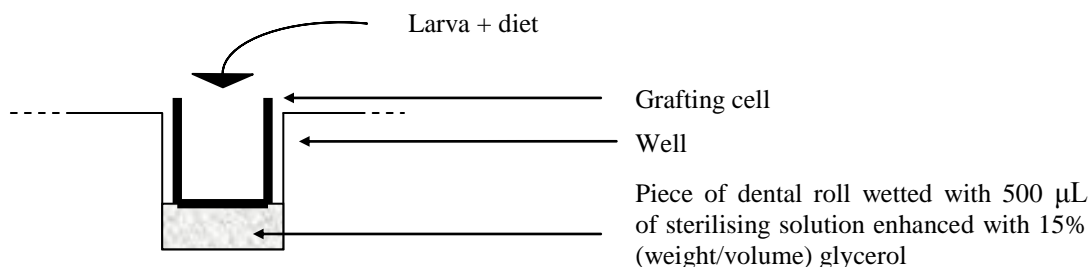 Larva + diet
Grafting cell
Well
Piece of dental roll wetted with 500 μL
of sterilising solution enhanced with 15%
(weight/volume) glycerol